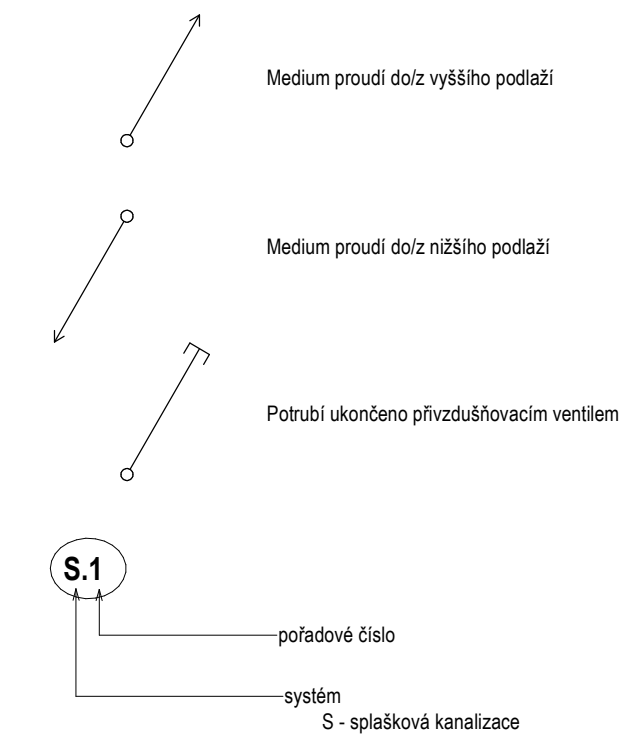 Medium proudí do/z vyššího podlaží
Medium proudí do/z nižšího podlaží
Potrubí ukončeno přivzdušňovacím ventilem
S.1
pořadové číslo
systém
S - splašková kanalizace